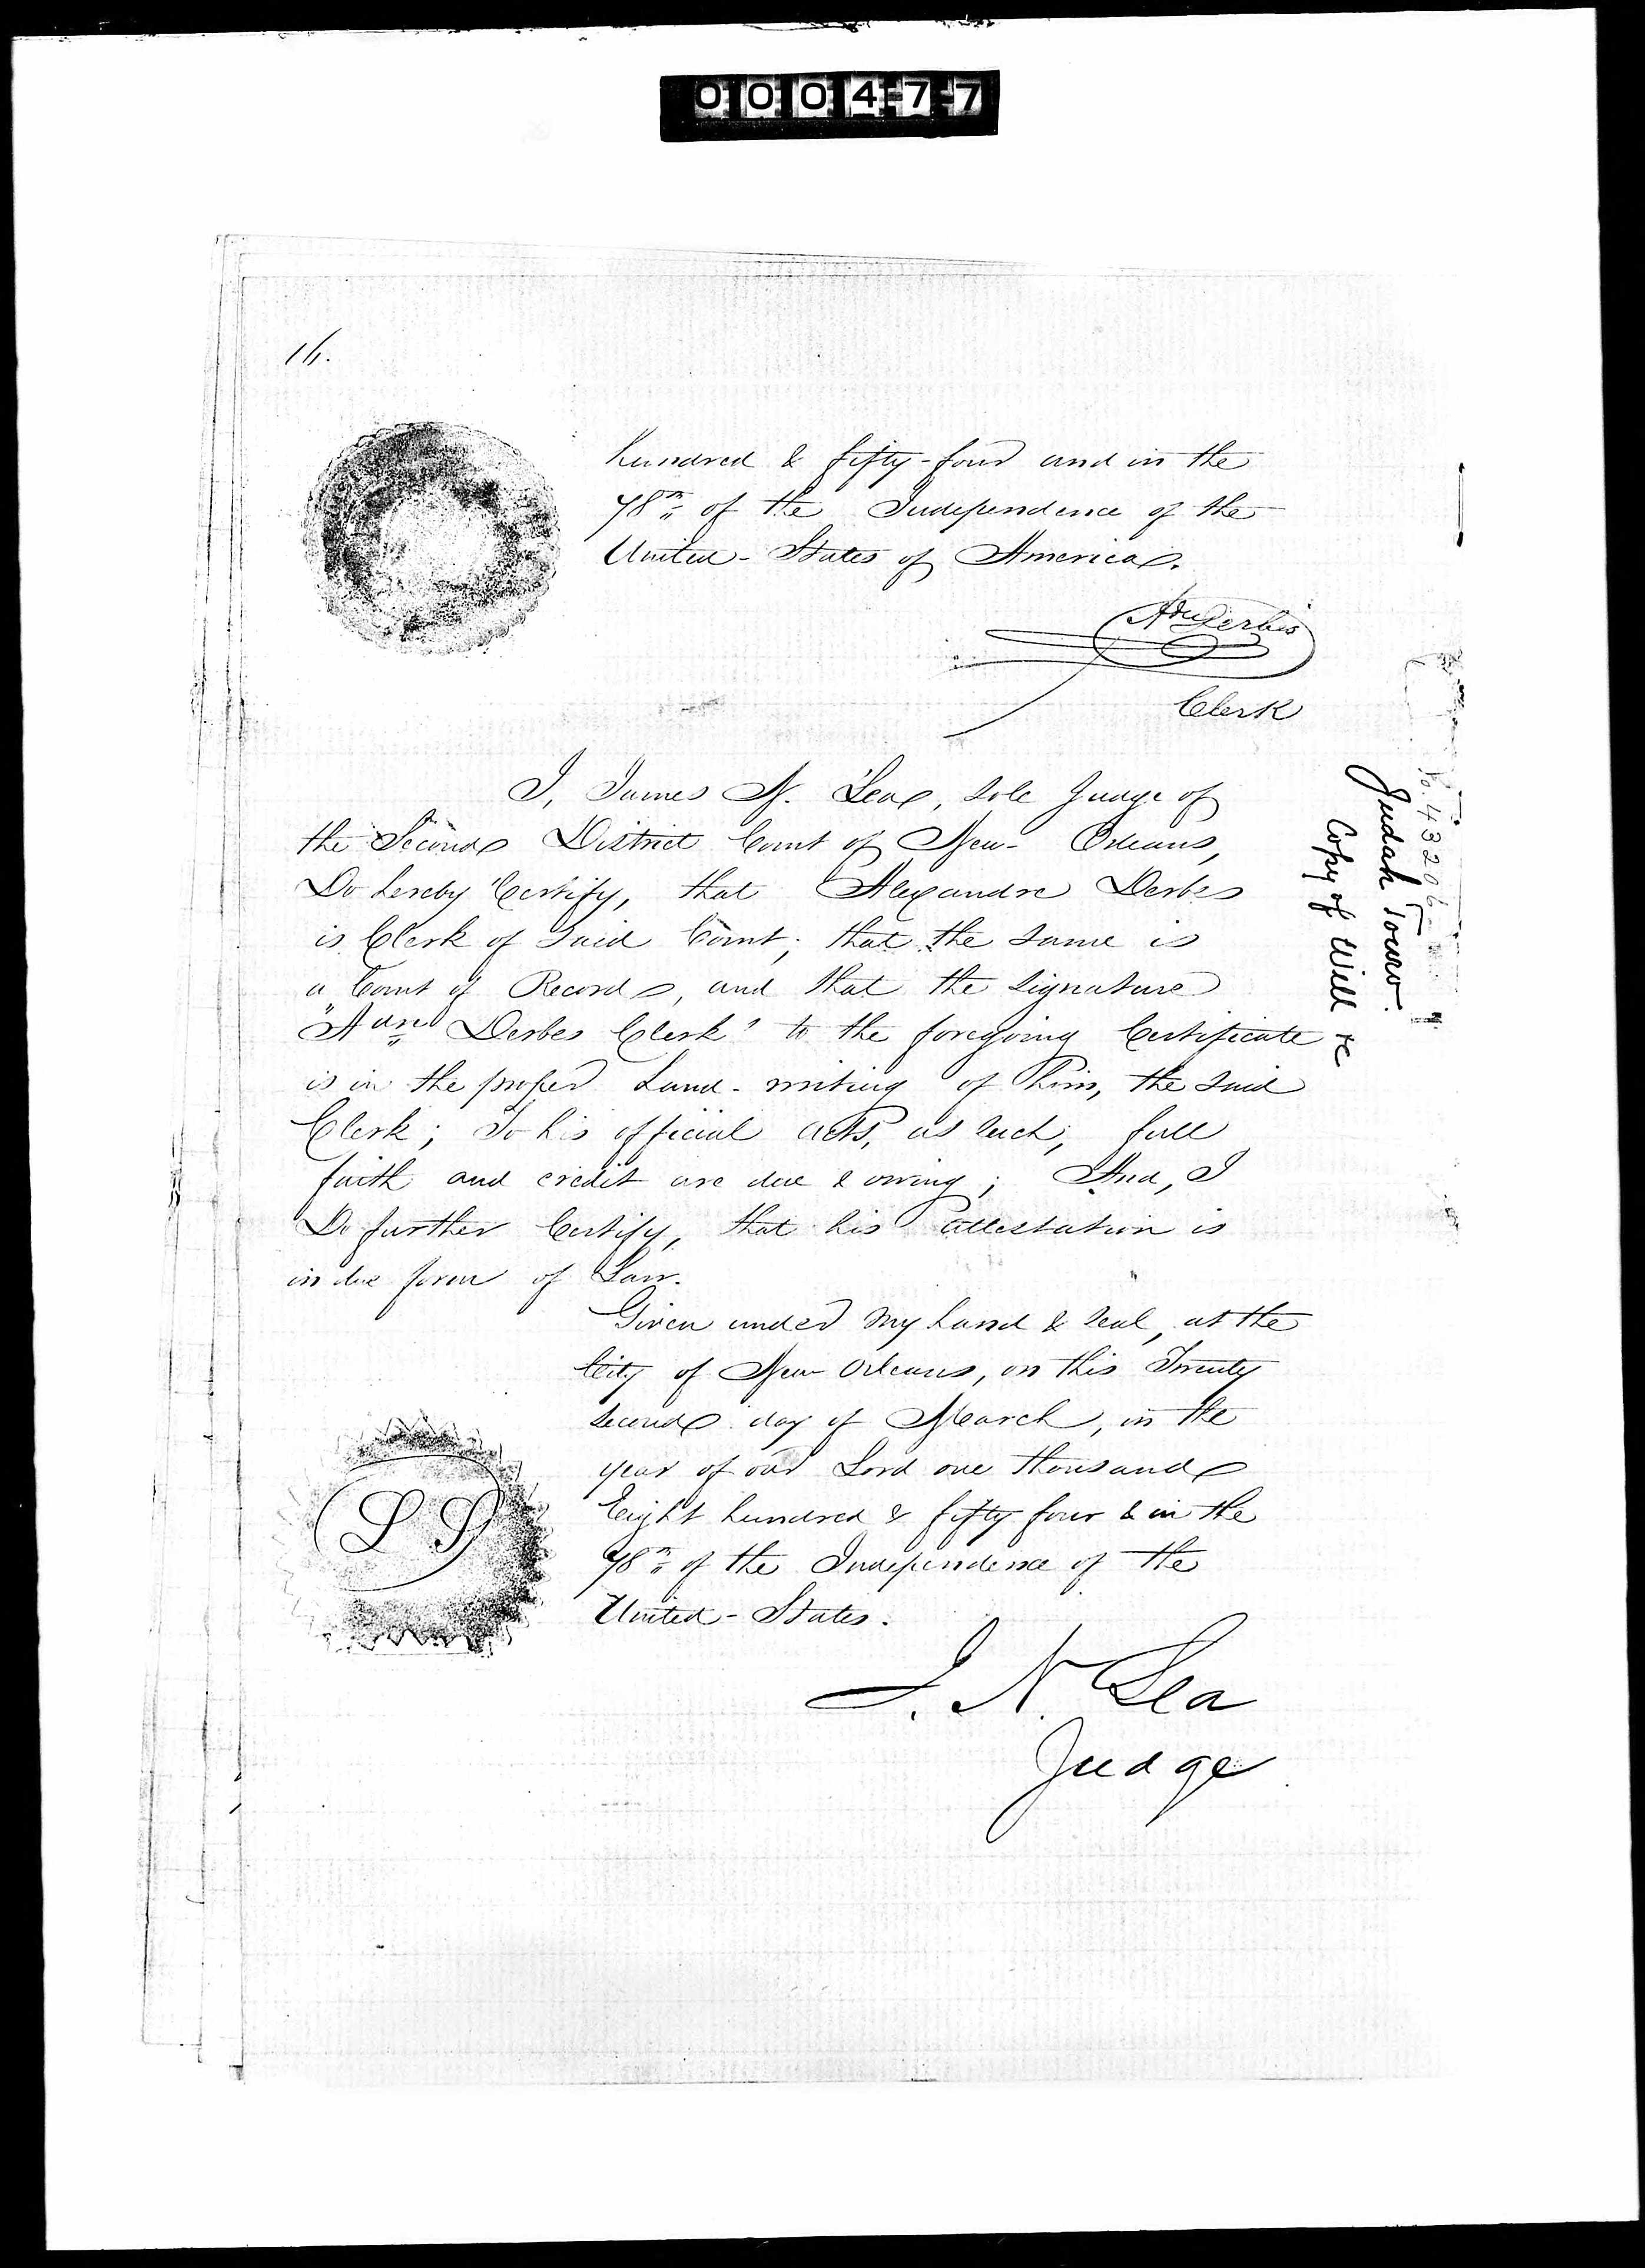 000477
16.
hundred & fifty-four and in the
78th of the Independence of the
United-States of America.
Adre Derbes
Clerk
I, James N. Lea, sole Judge of
the Second District Court of New-Orleans,
Do hereby Certify, that Alexandre Derbes
is Clerk of said Court; that the same is
a Court of Record, and that the signature
"Adre Derbes Clerk" to the foregoing Certificate
is in the proper hand-writing of him, the said
Clerk; To his official acts, as such, full
faith and credit are due & owing; And, I
Do further Certify, that his attestation is
in due form of Law.
Given under my hand & seal, at the
City of New Orleans, on this Twenty
second day of March, in the
year of our Lord one thousand
Eight hundred & fifty four & in the
78th of the Independence of the
United-States.
L S
J. N. Lea
Judge
Judah Touro.
Copy of Will &c